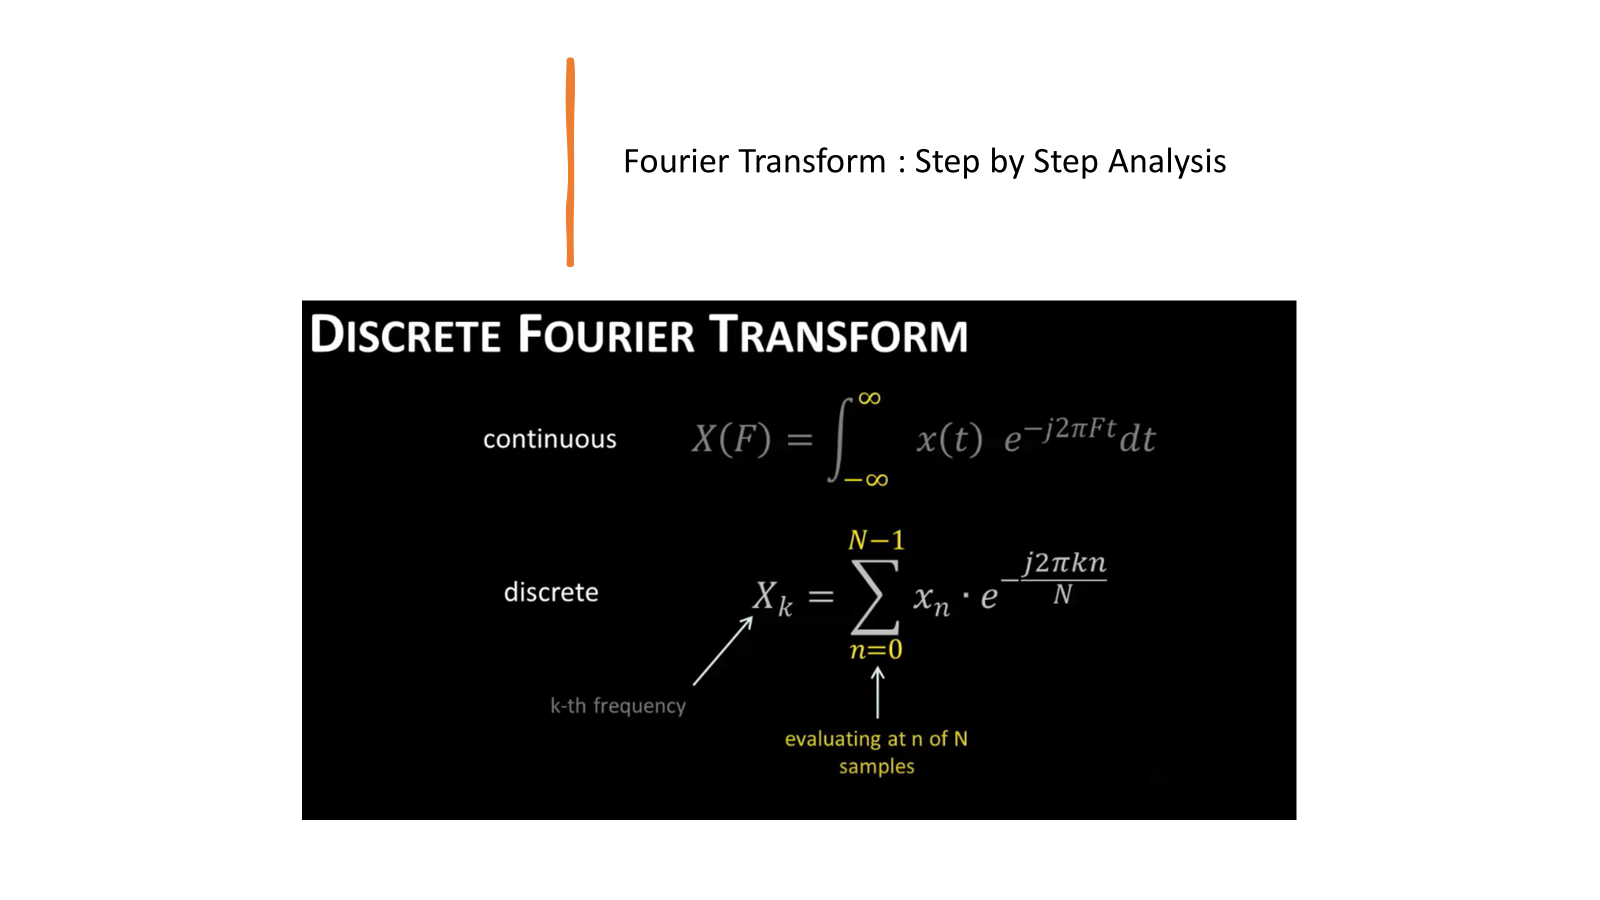 Fourier Transform : Step by Step Analysis
DISCRETE FOURIER TRANSFORM
continuous X(F) = ∫_{-∞}^{∞} x(t) e^{-j2πFt} dt
discrete X_k = ∑_{n=0}^{N-1} x_n · e^{-\frac{j2πkn}{N}}
k-th frequency
evaluating at n of N
samples